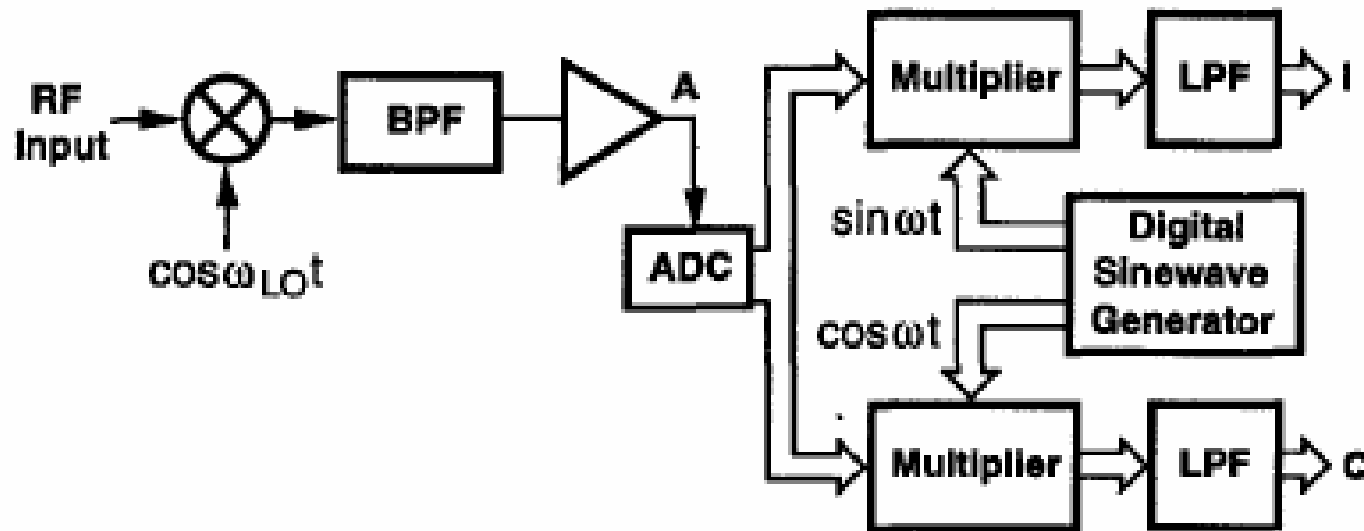 RF
Input
cosω_LO t
BPF
A
ADC
Multiplier
LPF
I
sinωt
Digital
Sinewave
Generator
cosωt
Multiplier
LPF